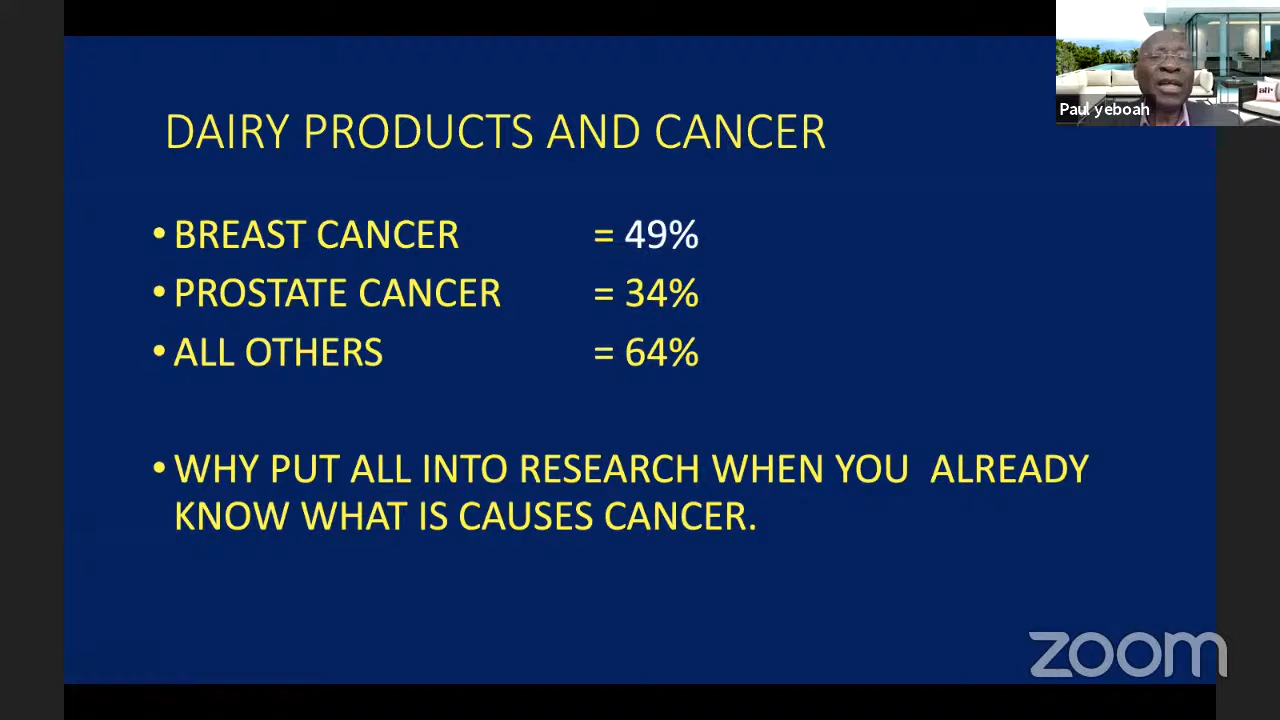 Paul yeboah
DAIRY PRODUCTS AND CANCER
• BREAST CANCER = 49%
• PROSTATE CANCER = 34%
• ALL OTHERS = 64%
• WHY PUT ALL INTO RESEARCH WHEN YOU ALREADY
KNOW WHAT IS CAUSES CANCER.
zoom